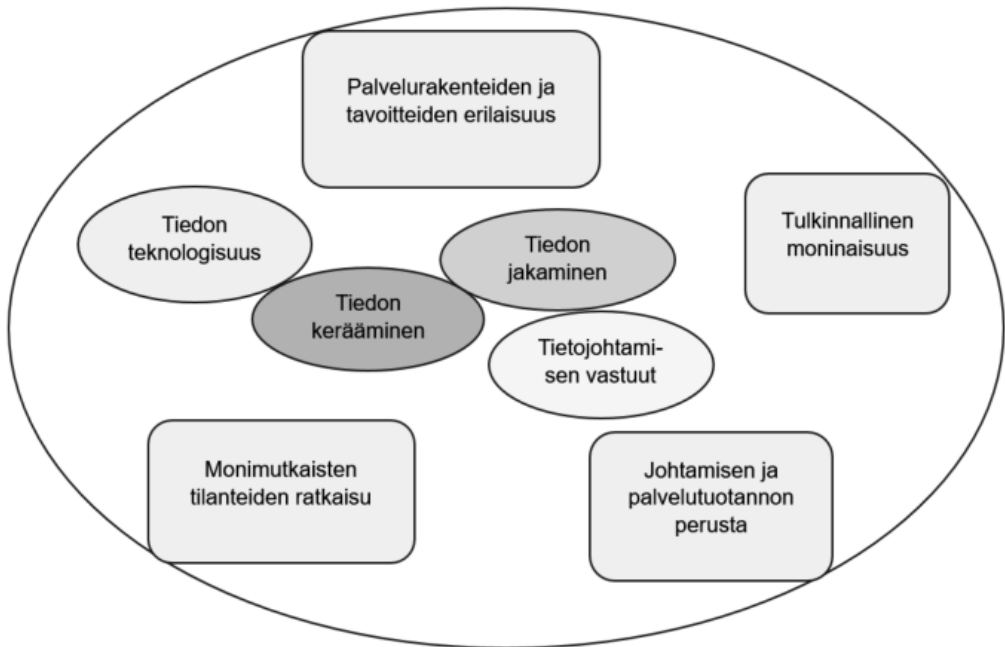 Palvelurakenteiden ja
tavoitteiden erilaisuus
Tulkinnallinen
moninaisuus
Tiedon
teknologisuus
Tiedon
jakaminen
Tiedon
kerääminen
Tietojohtami-
sen vastuut
Monimutkaisten
tilanteiden ratkaisu
Johtamisen ja
palvelutuotannon
perusta